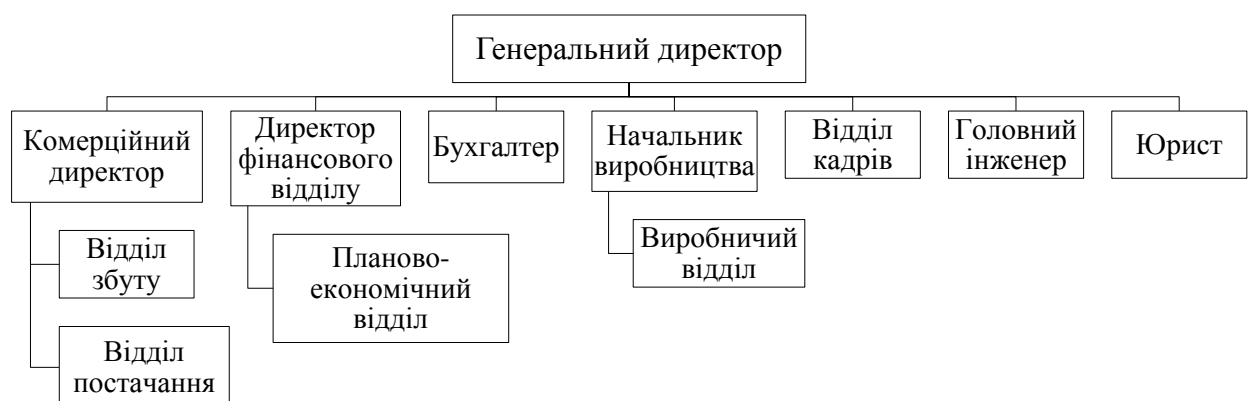 Генеральний директор
Комерційний
директор
Директор
фінансового
відділу
Бухгалтер
Начальник
виробництва
Відділ
кадрів
Головний
інженер
Юрист
Відділ
збуту
Планово-
економічний
відділ
Виробничий
відділ
Відділ
постачання